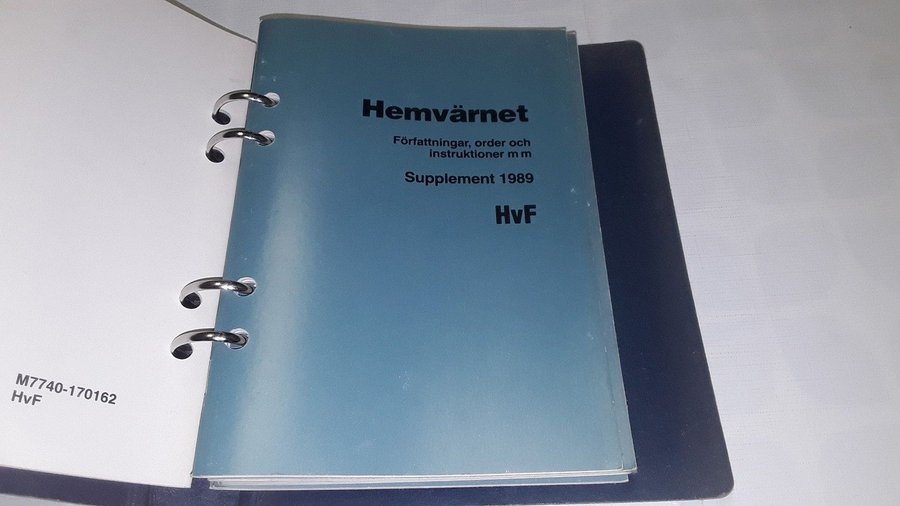 Hemvärnet
Författningar, order och
instruktioner m m
Supplement 1989
HvF
M7740-170162
HvF